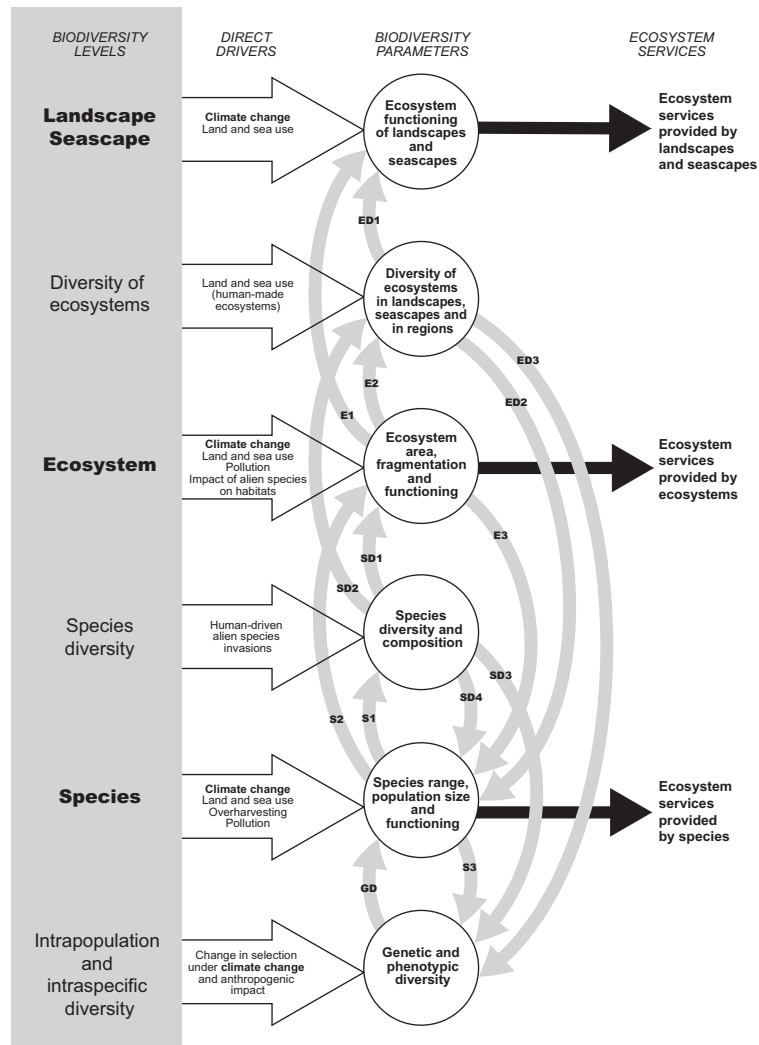 BIODIVERSITY
LEVELS
DIRECT
DRIVERS
BIODIVERSITY
PARAMETERS
ECOSYSTEM
SERVICES
Landscape
Seascape
Climate change
Land and sea use
Ecosystem
functioning
of landscapes
and
seascapes
Ecosystem
services
provided by
landscapes
and seascapes
ED1
Diversity of
ecosystems
Land and sea use
(human-made
ecosystems)
Diversity of
ecosystems
in landscapes,
seascapes and
in regions
ED3
ED2
E2
E1
Ecosystem
Climate change
Land and sea use
Pollution
Impact of alien species
on habitats
Ecosystem
area,
fragmentation
and
functioning
Ecosystem
services
provided by
ecosystems
E3
SD1
SD2
Species
diversity
Human-driven
alien species
invasions
Species
diversity and
composition
SD3
SD4
S2
S1
Species
Climate change
Land and sea use
Overharvesting
Pollution
Species range,
population size
and
functioning
Ecosystem
services
provided
by species
S3
GD
Intrapopulation
and
intraspecific
diversity
Change in selection
under climate change
and anthropogenic
impact
Genetic and
phenotypic
diversity